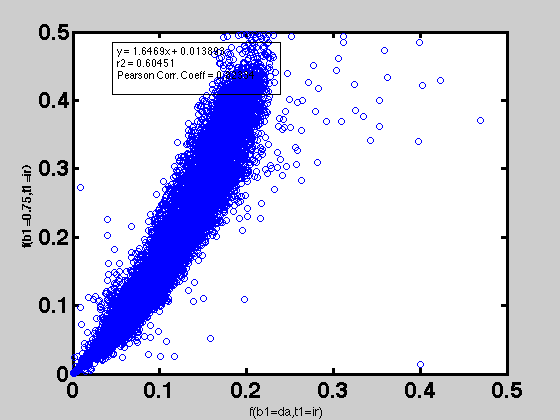 y = 1.6469x + 0.01389
r2 = 0.60451
Pearson Corr. Coeff =
0.5
0.4
0.3
0.2
0.1
0
f(b1=0.75,t1=ir)
0
0.1
0.2
0.3
0.4
0.5
f(b1=da,t1=ir)